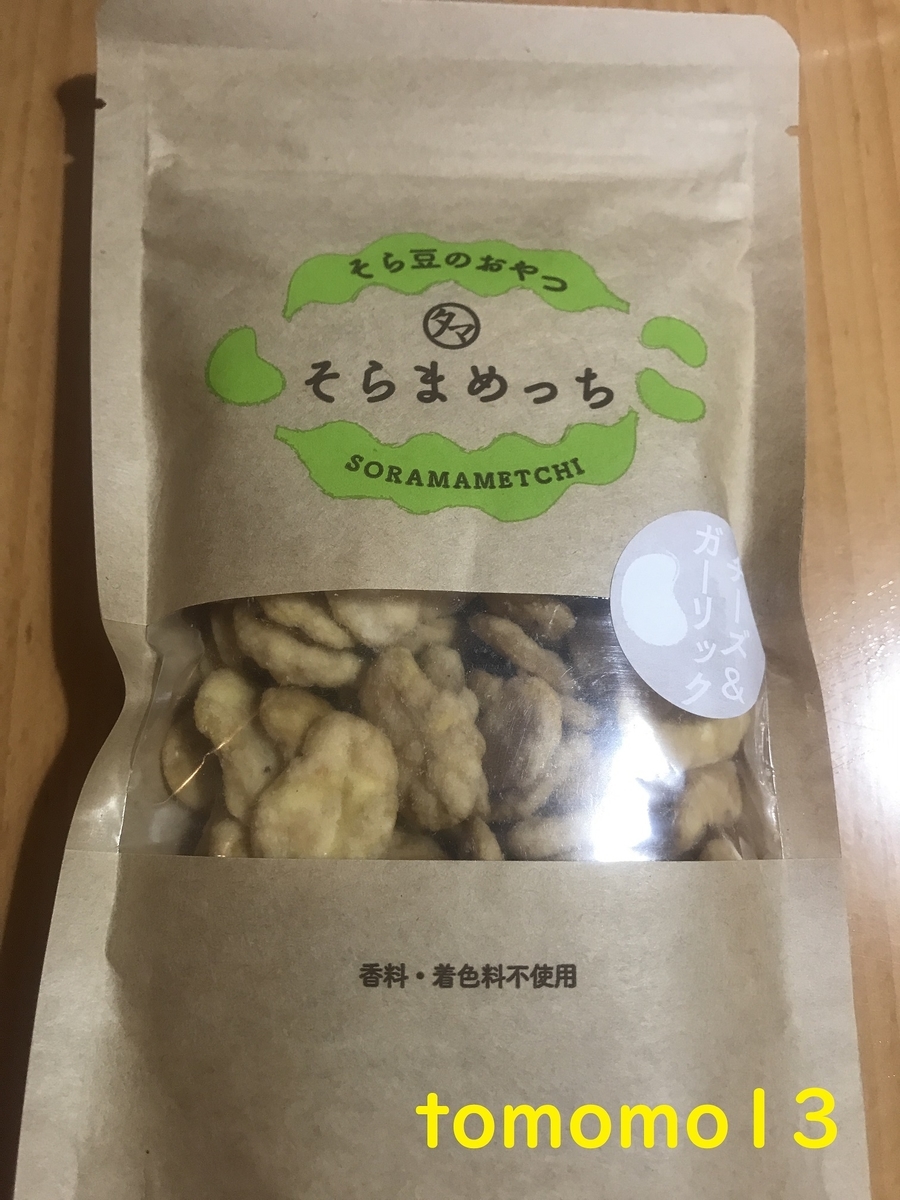 そら豆のおやつ
タマ
そらまめっち
SORAMAMETCHI
チーズ&
ガーリック
香料・着色料不使用
tomomo13